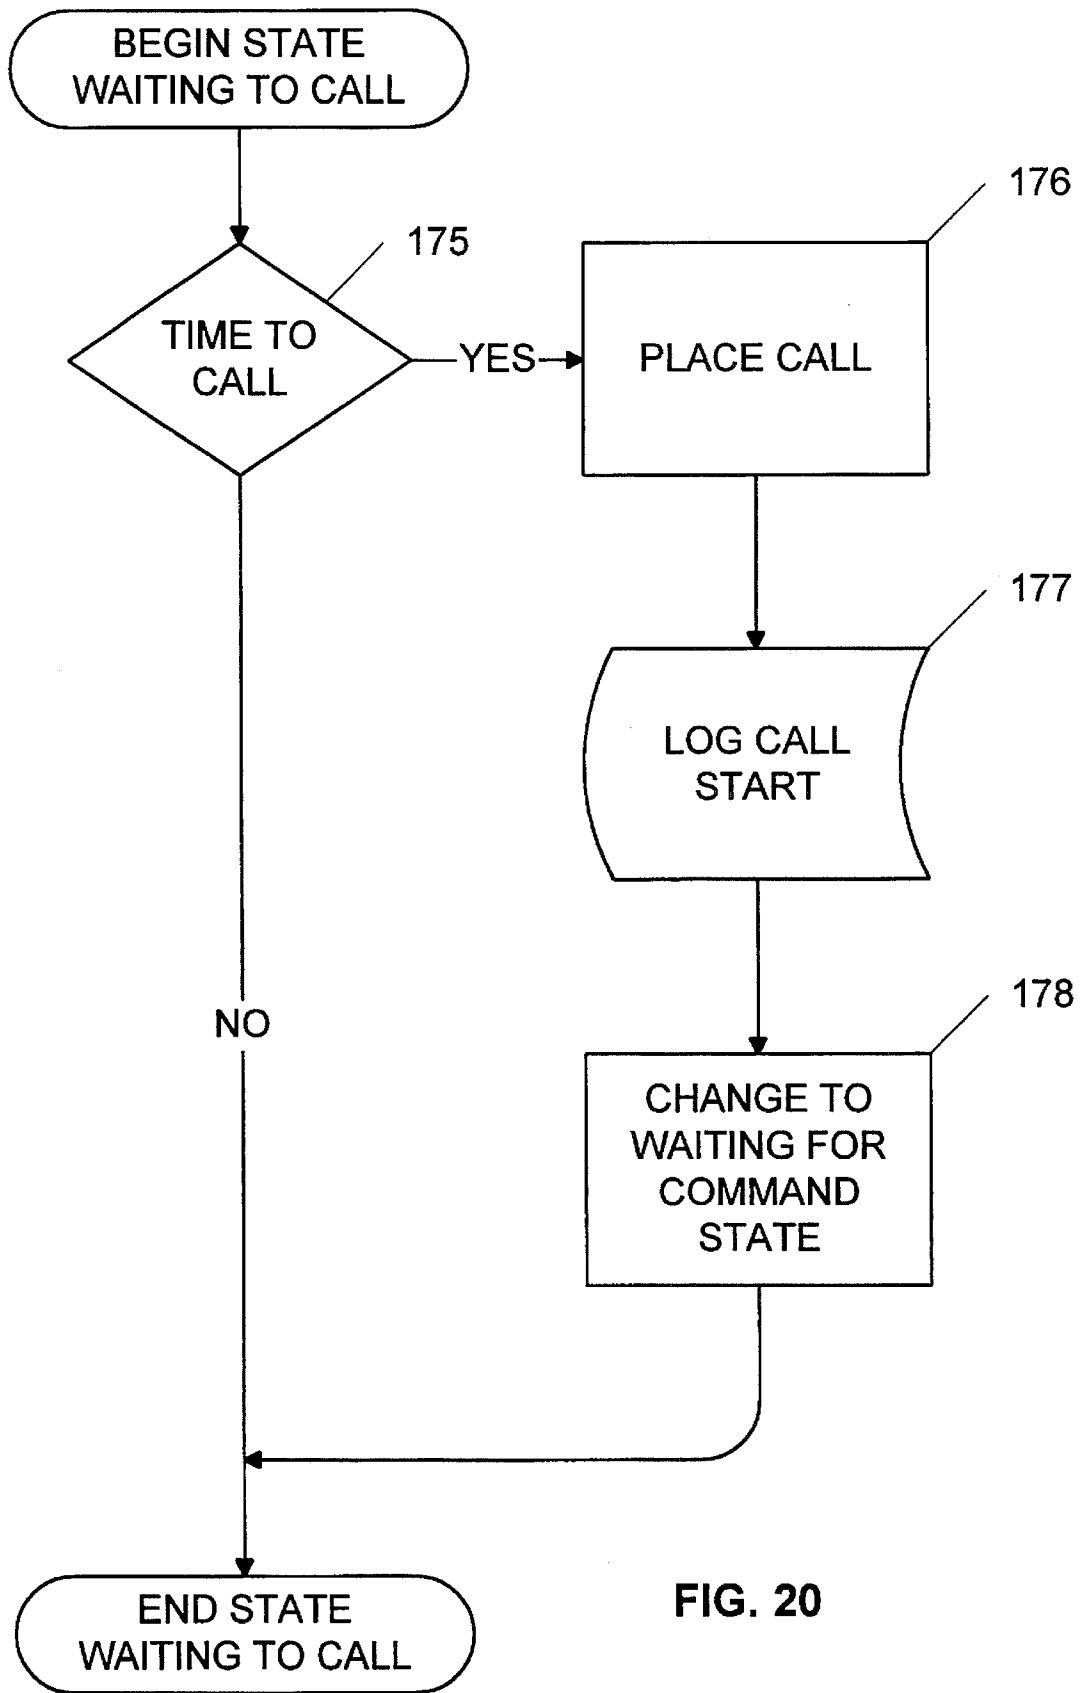 BEGIN STATE
WAITING TO CALL
176
175
TIME TO
CALL
YES
PLACE CALL
177
LOG CALL
START
178
NO
CHANGE TO
WAITING FOR
COMMAND
STATE
END STATE
WAITING TO CALL
FIG. 20